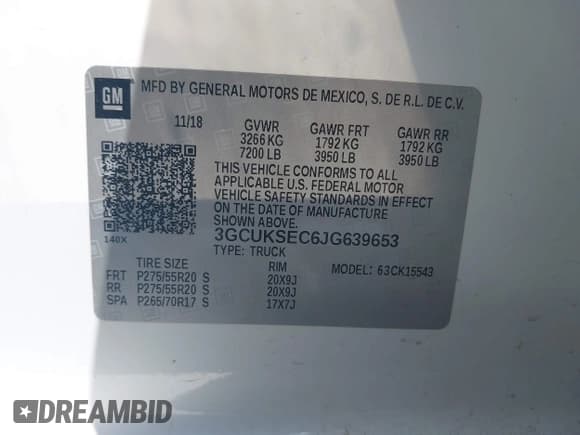 GM
MFD BY GENERAL MOTORS DE MEXICO, S. DE R.L. DE C.V.
11/18 GVWR GAWR FRT GAWR RR
3266 KG 1792 KG 1792 KG
7200 LB 3950 LB 3950 LB
THIS VEHICLE CONFORMS TO ALL
APPLICABLE U.S. FEDERAL MOTOR
VEHICLE SAFETY STANDARDS IN EFFECT
ON THE DATE OF MANUFACTURE
SHOWN ABOVE.
3GCUKSEC6JG639653
140X
TYPE: TRUCK
TIRE SIZE RIM MODEL: 63CK15543
FRT P275/55R20 S 20X9J
RR P275/55R20 S 20X9J
SPA P265/70R17 S 17X7J
DREAMBID